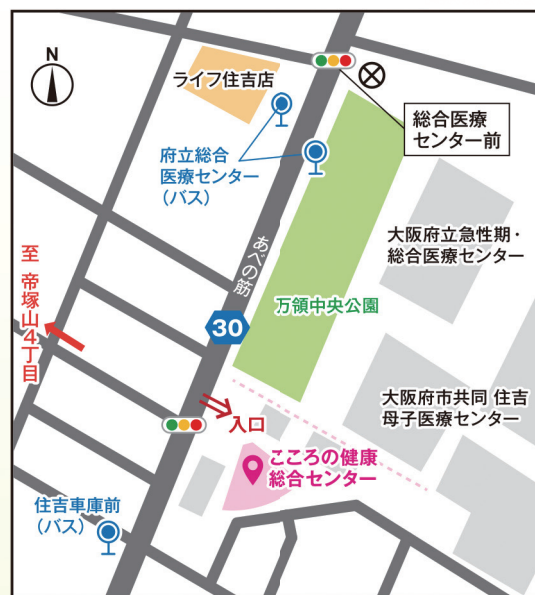 N
ライフ住吉店
総合医療
センター前
府立総合
医療センター
(バス)
大阪府立急性期・
総合医療センター
あべの筋
至 帝塚山4丁目
万領中央公園
30
大阪府市共同 住吉
母子医療センター
入口
こころの健康
総合センター
住吉車庫前
(バス)